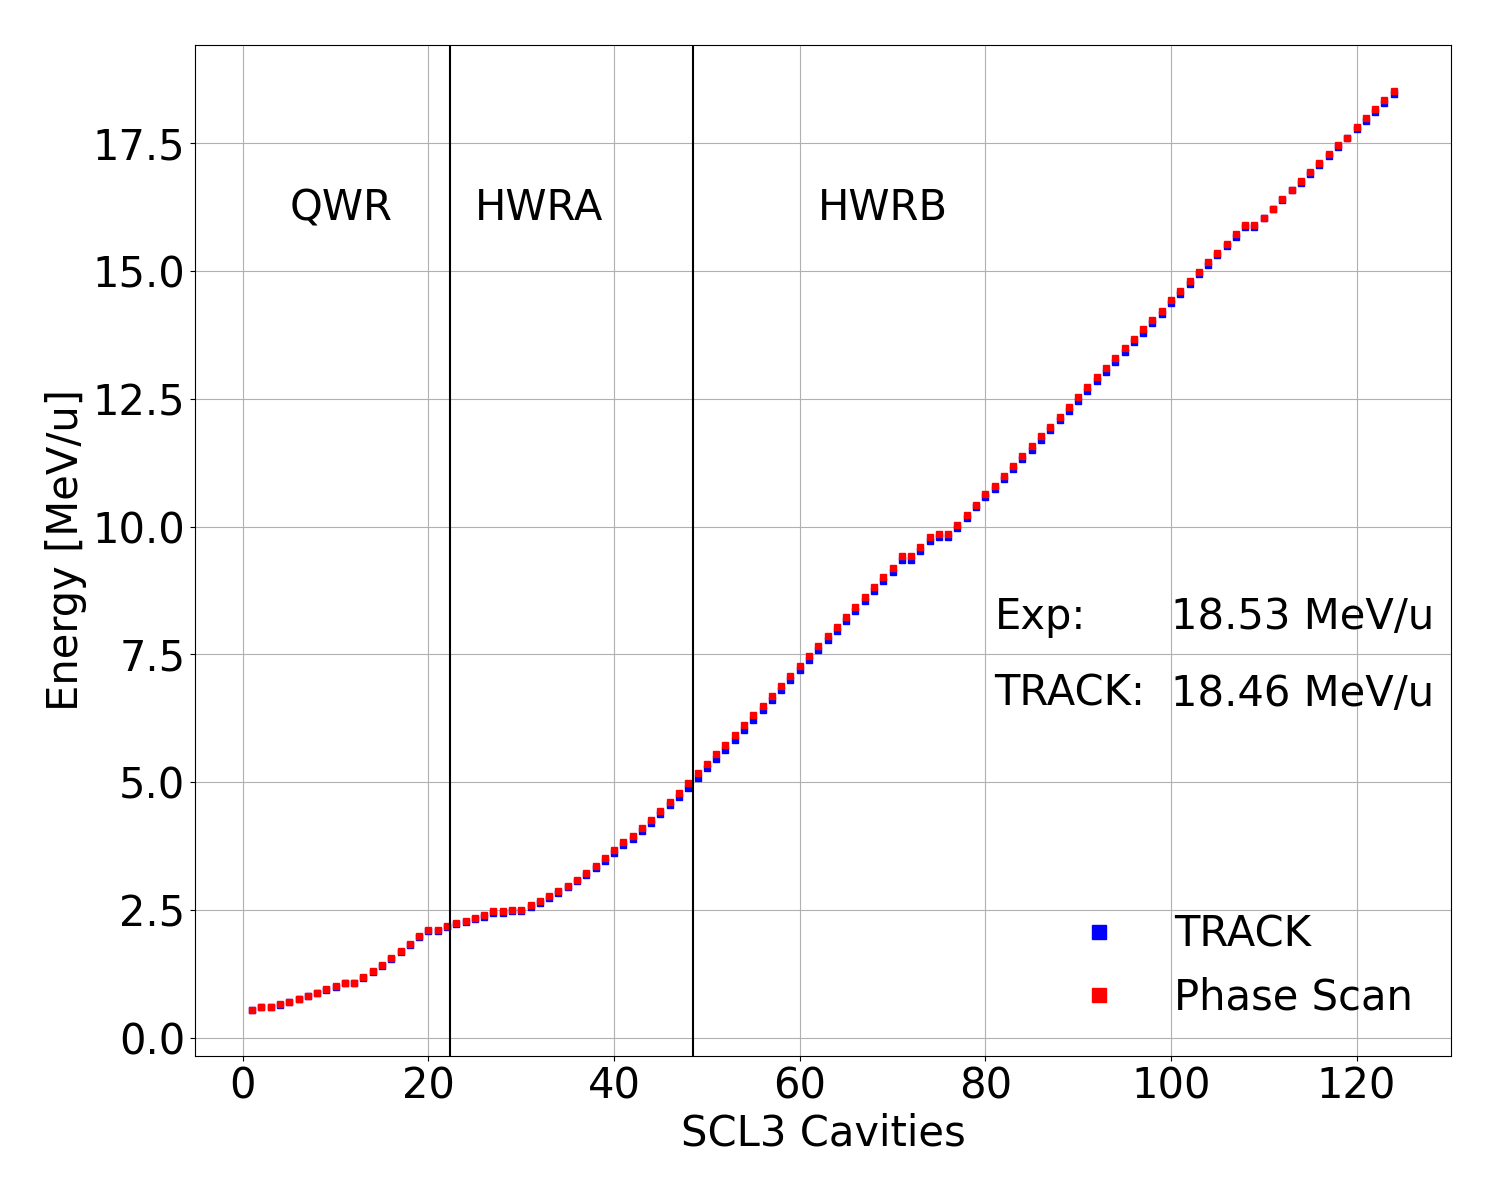 17.5
15.0
12.5
10.0
7.5
5.0
2.5
0.0
Energy [MeV/u]
QWR
HWRA
HWRB
Exp: 18.53 MeV/u
TRACK: 18.46 MeV/u
TRACK
Phase Scan
0 20 40 60 80 100 120
SCL3 Cavities